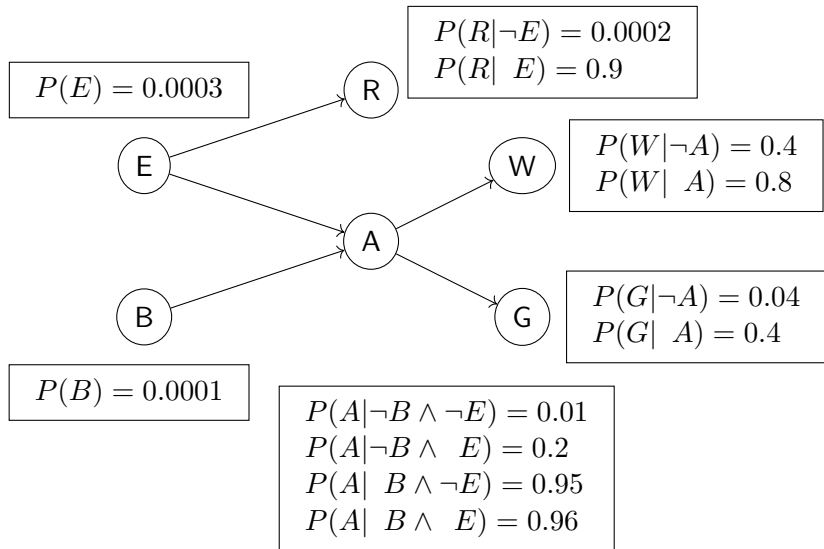 P(R|¬E) = 0.0002
P(R| E) = 0.9
P(E) = 0.0003
R
E
W
P(W|¬A) = 0.4
P(W| A) = 0.8
A
B
G
P(G|¬A) = 0.04
P(G| A) = 0.4
P(B) = 0.0001
P(A|¬B ∧ ¬E) = 0.01
P(A|¬B ∧ E) = 0.2
P(A| B ∧ ¬E) = 0.95
P(A| B ∧ E) = 0.96